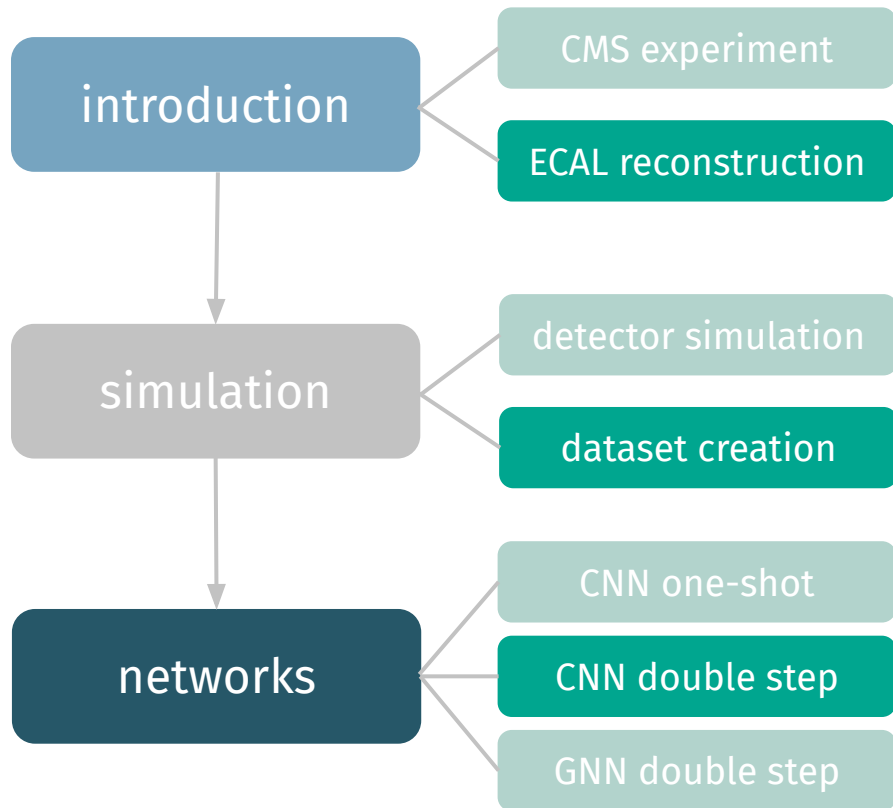 introduction
CMS experiment
ECAL reconstruction
simulation
detector simulation
dataset creation
networks
CNN one-shot
CNN double step
GNN double step